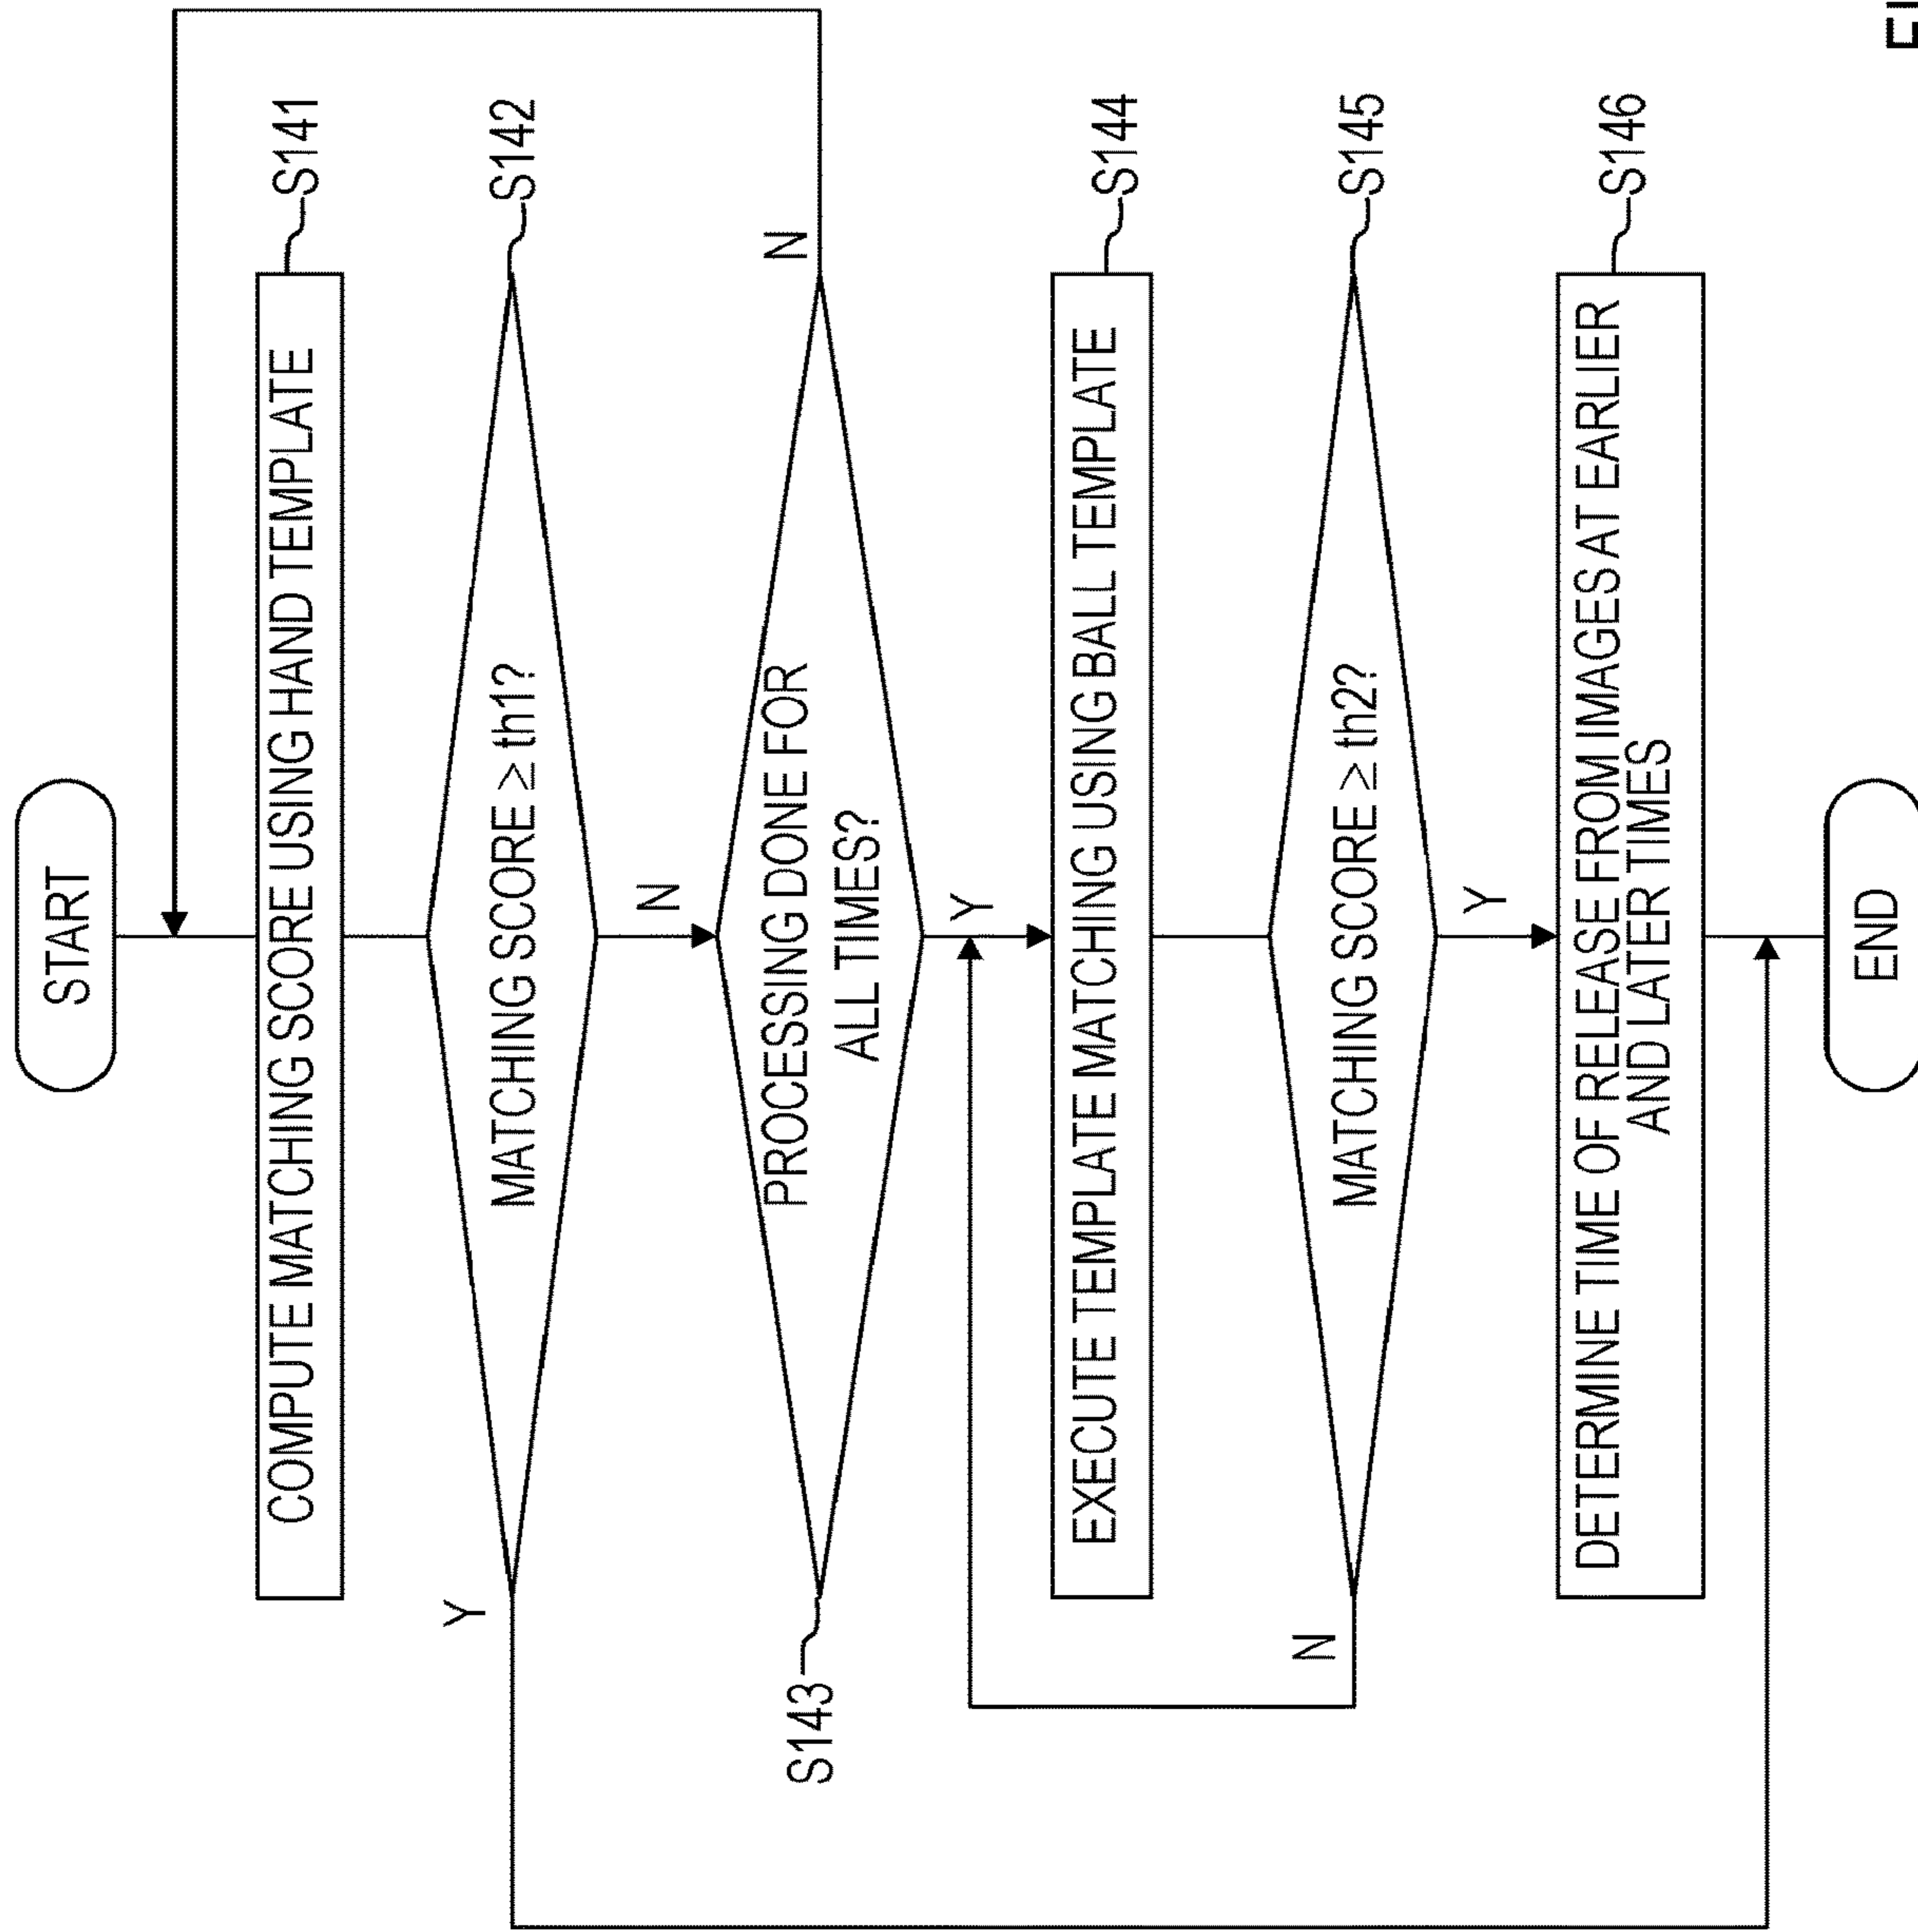 START
COMPUTE MATCHING SCORE USING HAND TEMPLATE
S141
MATCHING SCORE ≥ th1?
S142
Y
N
PROCESSING DONE FOR
ALL TIMES?
S143
N
Y
EXECUTE TEMPLATE MATCHING USING BALL TEMPLATE
S144
MATCHING SCORE ≥ th2?
S145
N
Y
DETERMINE TIME OF RELEASE FROM IMAGES AT EARLIER
AND LATER TIMES
S146
END